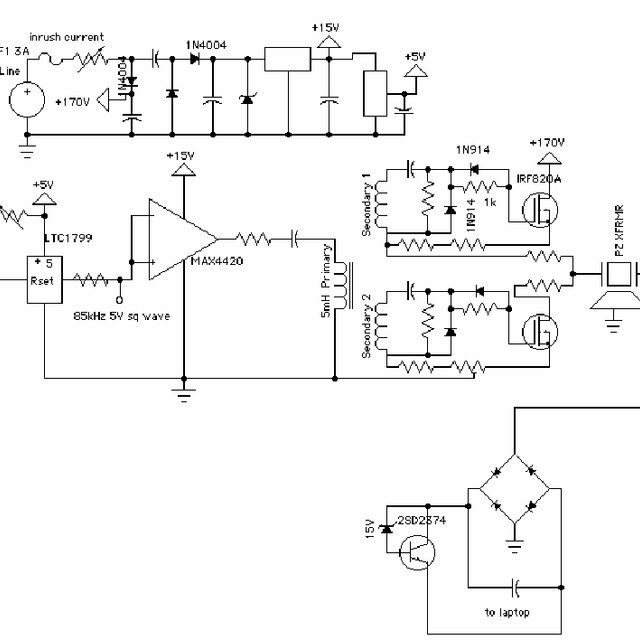 inrush current
F1 3A
Line
1N4004
1N4004
+15V
+5V
+170V
+
+15V
+5V
LTC1799
+ 5
Rset
-
+
MAX4420
85kHz 5V sq wave
5mH Primary
Secondary 1
1N914
1N914
1k
+170V
IRF820A
PZ XFRMR
Secondary 2
15V
2SD2374
to laptop